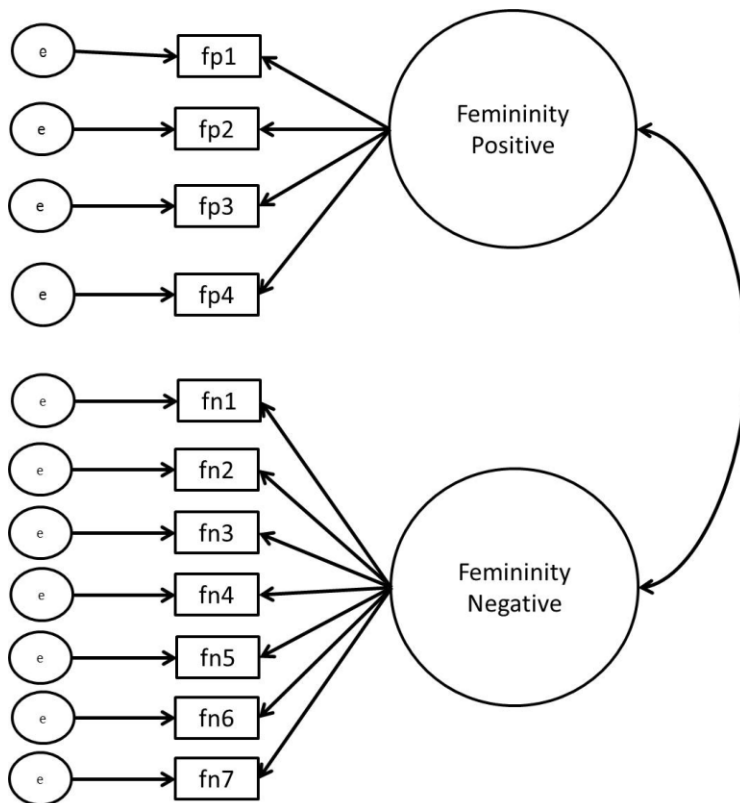 e
fp1
Femininity
Positive
e
fp2
e
fp3
e
fp4
e
fn1
e
fn2
e
fn3
e
fn4
Femininity
Negative
e
fn5
e
fn6
e
fn7